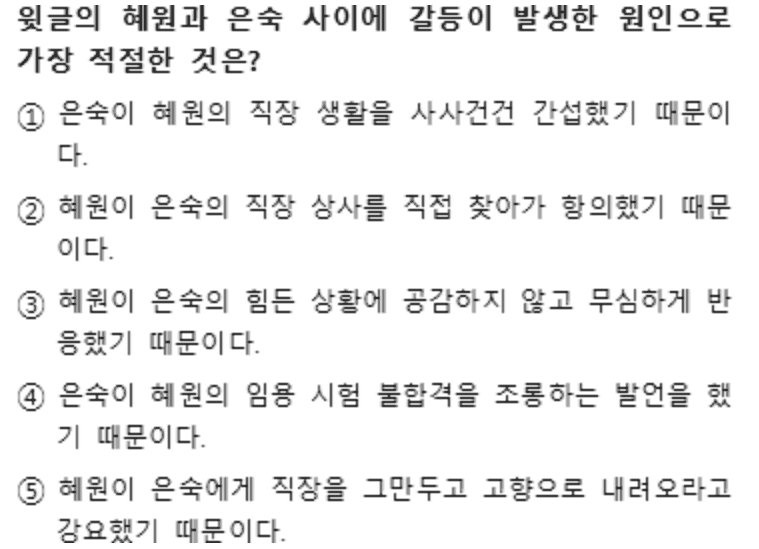 윗글의 혜원과 은숙 사이에 갈등이 발생한 원인으로
가장 적절한 것은?
① 은숙이 혜원의 직장 생활을 사사건건 간섭했기 때문이
다.
② 혜원이 은숙의 직장 상사를 직접 찾아가 항의했기 때문
이다.
③ 혜원이 은숙의 힘든 상황에 공감하지 않고 무심하게 반
응했기 때문이다.
④ 은숙이 혜원의 임용 시험 불합격을 조롱하는 발언을 했
기 때문이다.
⑤ 혜원이 은숙에게 직장을 그만두고 고향으로 내려오라고
강요했기 때문이다.